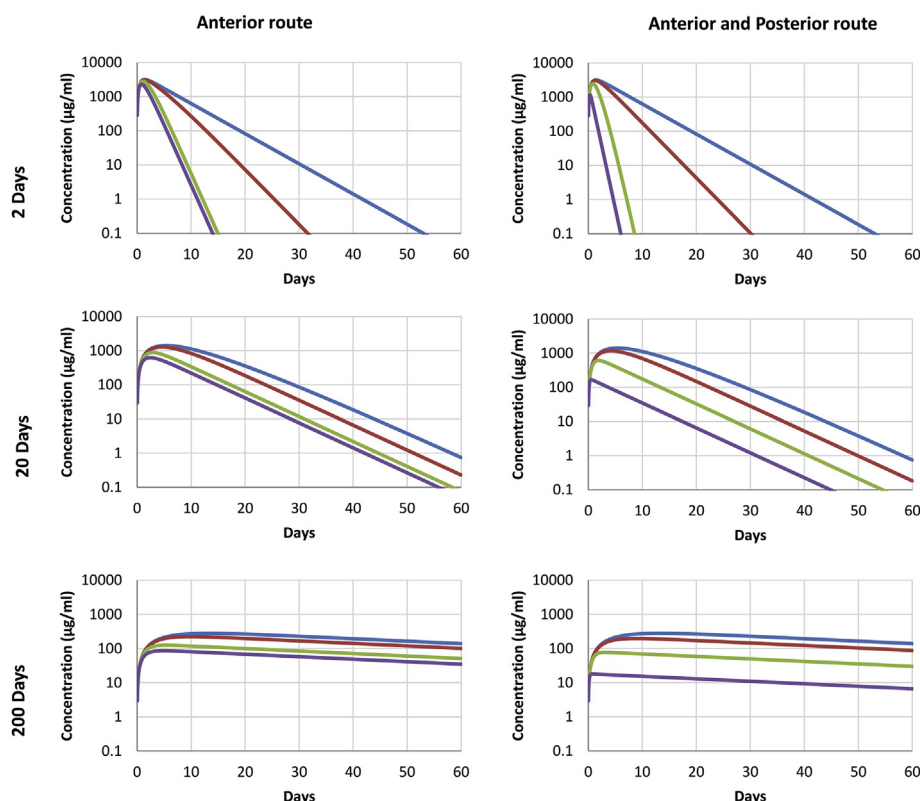 Anterior route
Anterior and Posterior route
2 Days
Concentration (µg/ml)
10000
1000
100
10
1
0.1
0 10 20 30 40 50 60
Days
Concentration (µg/ml)
10000
1000
100
10
1
0.1
0 10 20 30 40 50 60
Days
20 Days
Concentration (µg/ml)
10000
1000
100
10
1
0.1
0 10 20 30 40 50 60
Days
Concentration (µg/ml)
10000
1000
100
10
1
0.1
0 10 20 30 40 50 60
Days
200 Days
Concentration (µg/ml)
10000
1000
100
10
1
0.1
0 10 20 30 40 50 60
Days
Concentration (µg/ml)
10000
1000
100
10
1
0.1
0 10 20 30 40 50 60
Days